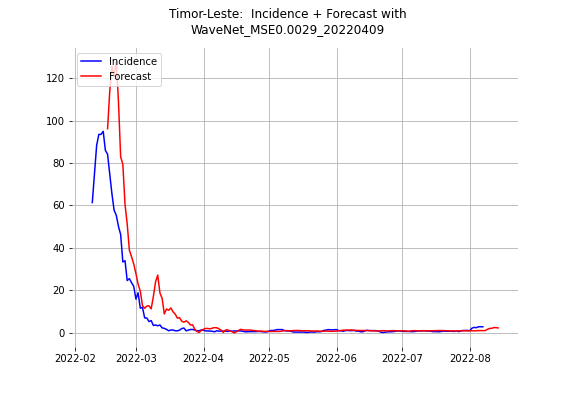 Timor-Leste:  Incidence + Forecast with
WaveNet_MSE0.0029_20220409
Incidence
Forecast
120
100
80
60
40
20
0
2022-02 2022-03 2022-04 2022-05 2022-06 2022-07 2022-08